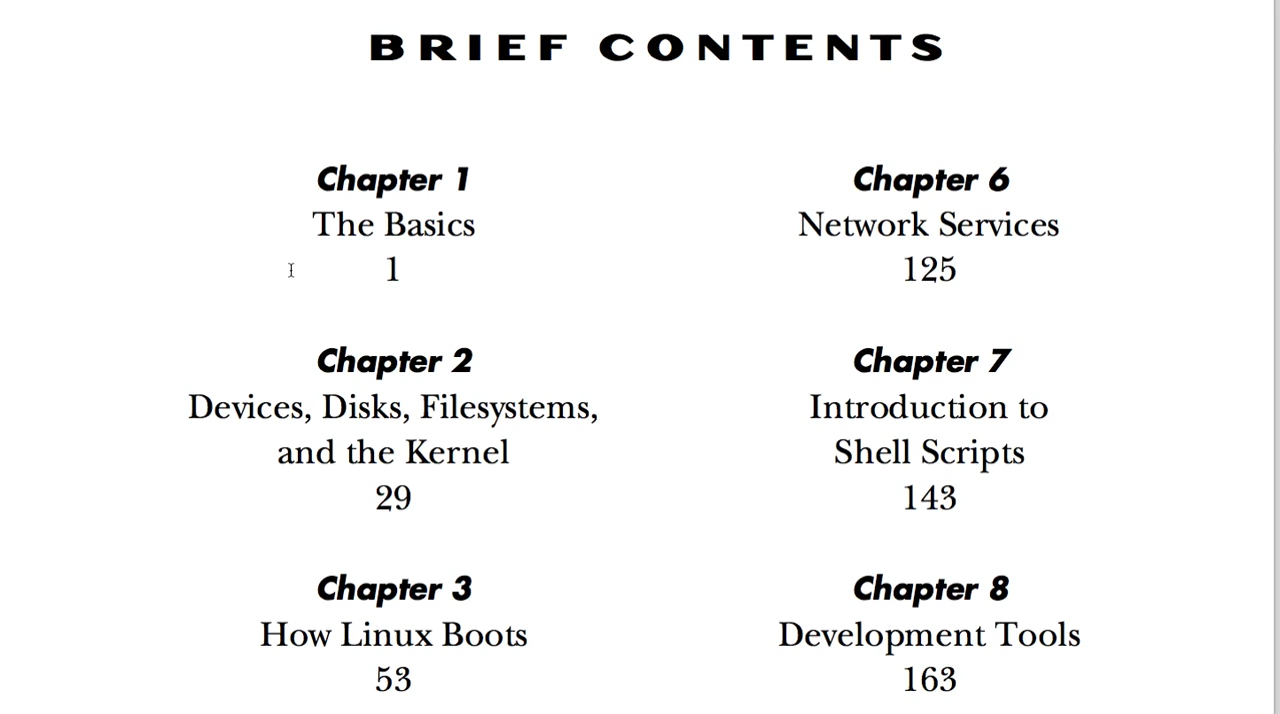 BRIEF CONTENTS
Chapter 1
The Basics
1
Chapter 2
Devices, Disks, Filesystems,
and the Kernel
29
Chapter 3
How Linux Boots
53
Chapter 6
Network Services
125
Chapter 7
Introduction to
Shell Scripts
143
Chapter 8
Development Tools
163